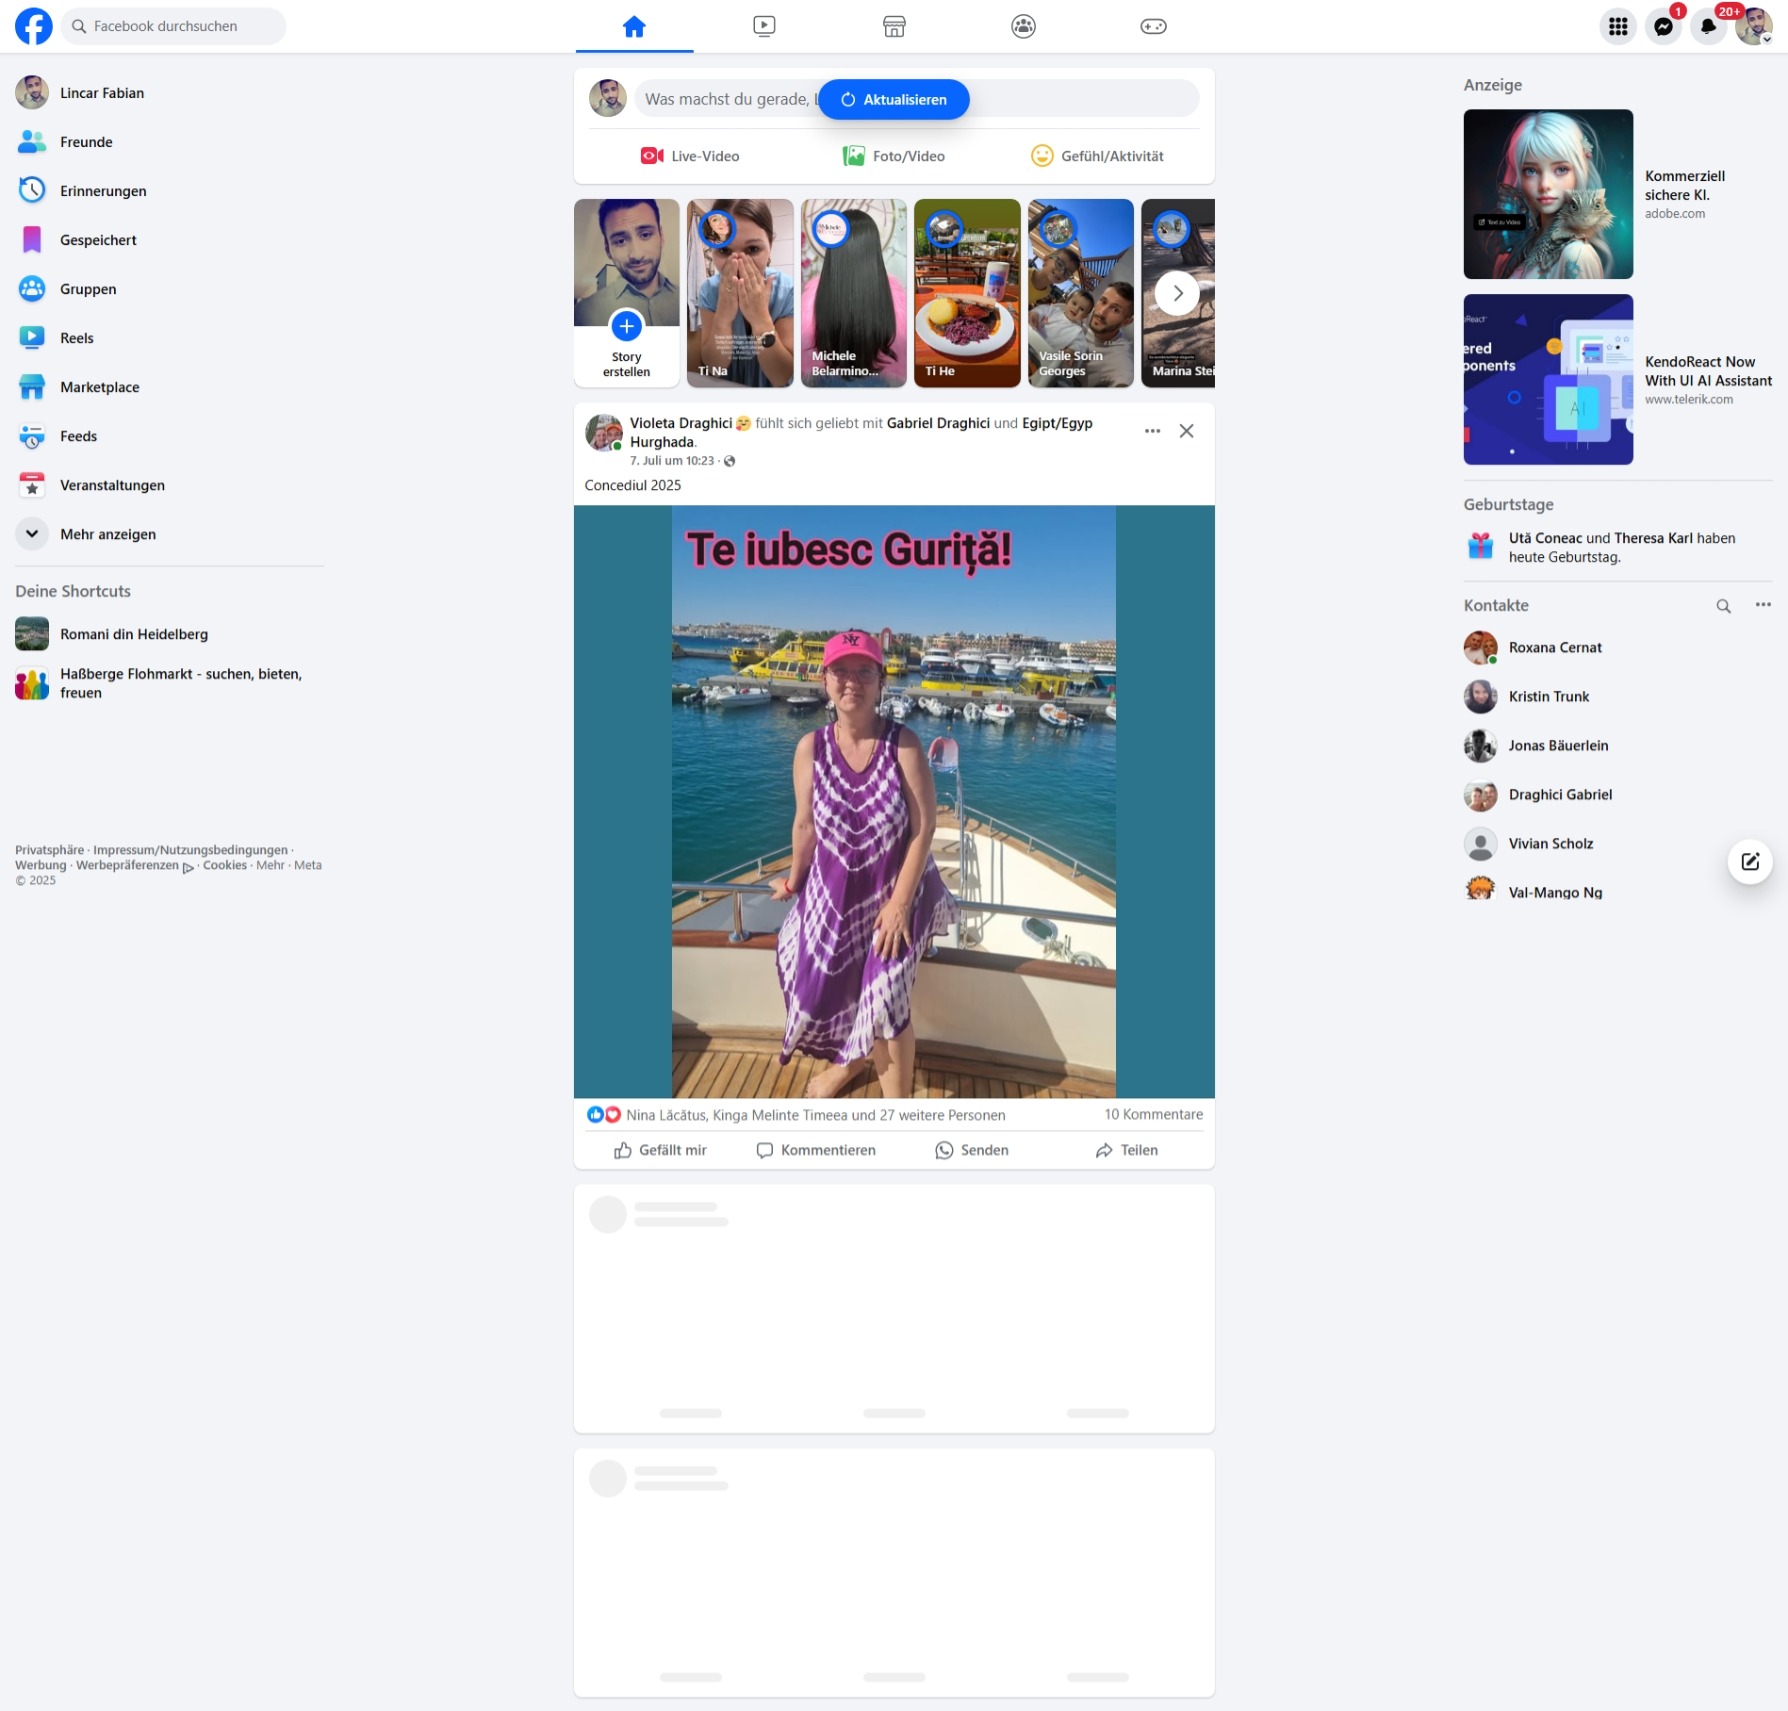 Facebook durchsuchen
1
20+
Lincar Fabian
Freunde
Erinnerungen
Gespeichert
Gruppen
Reels
Marketplace
Feeds
Veranstaltungen
Mehr anzeigen
Deine Shortcuts
Romani din Heidelberg
Haßberge Flohmarkt - suchen, bieten,
freuen
Privatsphäre · Impressum/Nutzungsbedingungen ·
Werbung · Werbepräferenzen · Cookies · Mehr · Meta
© 2025
Was machst du gerade, L
Aktualisieren
Live-Video
Foto/Video
Gefühl/Aktivität
Story
erstellen
Ti Na
Michele
Belarmino...
Ti He
Vasile Sorin
Georges
Marina Stei
Violeta Draghici fühlt sich geliebt mit Gabriel Draghici und Egipt/Egyp
Hurghada.
7. Juli um 10:23 ·
Concediul 2025
Te iubesc Guriță!
NY
Nina Lăcătus, Kinga Melinte Timeea und 27 weitere Personen
10 Kommentare
Gefällt mir
Kommentieren
Senden
Teilen
Anzeige
Text zu Video
Kommerziell
sichere KI.
adobe.com
oReact
ered
ponents
AI
KendoReact Now
With UI AI Assistant
www.telerik.com
Geburtstage
Ută Coneac und Theresa Karl haben
heute Geburtstag.
Kontakte
Roxana Cernat
Kristin Trunk
Jonas Bäuerlein
Draghici Gabriel
Vivian Scholz
Val-Mango Ng